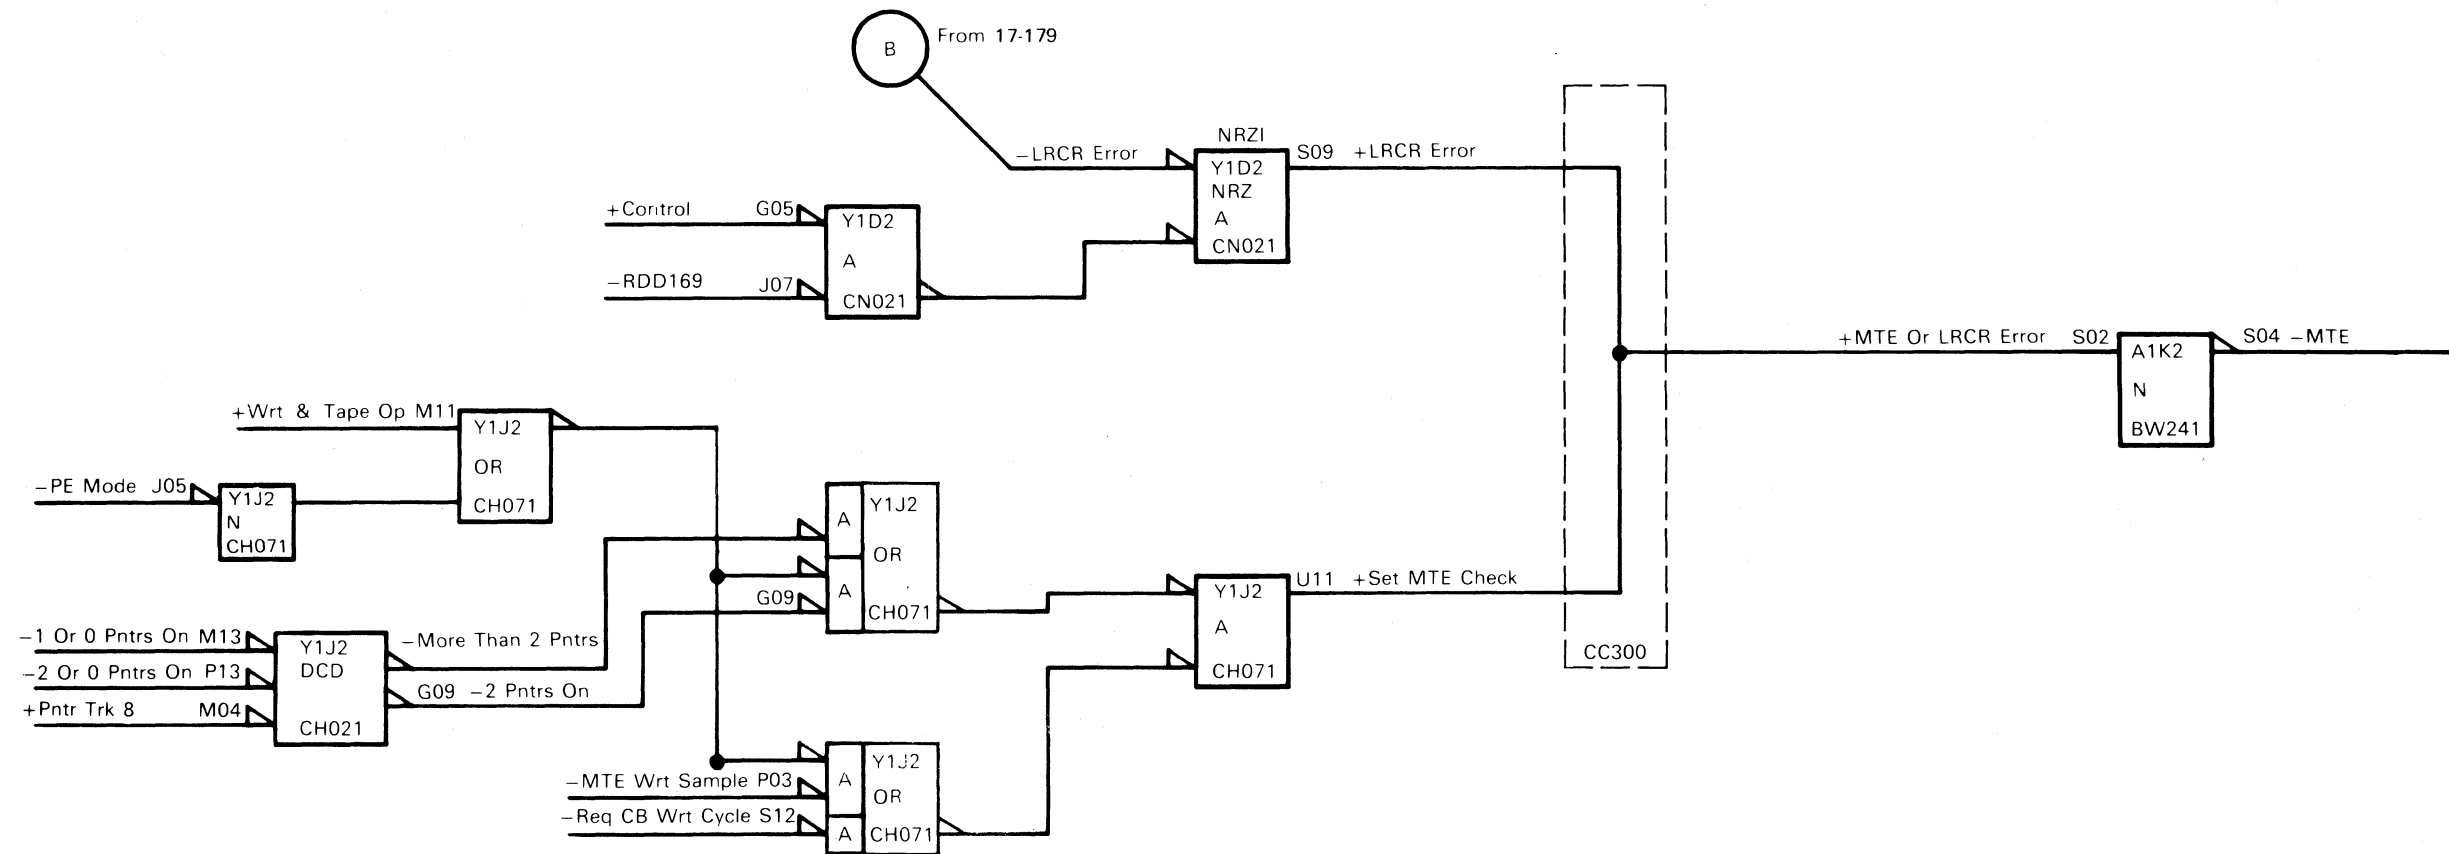 B
From 17-179
NRZI
−LRCR Error
Y1D2
NRZ
A
CN021
S09 +LRCR Error
+Control G05
−RDD169 J07
Y1D2
A
CN021
+MTE Or LRCR Error S02
A1K2
N
BW241
S04 −MTE
+Wrt & Tape Op M11
Y1J2
OR
CH071
−PE Mode J05
Y1J2
N
CH071
A
A
Y1J2
OR
CH071
G09
Y1J2
A
CH071
U11 +Set MTE Check
CC300
−1 Or 0 Pntrs On M13
−2 Or 0 Pntrs On P13
+Pntr Trk 8 M04
Y1J2
DCD
CH021
−More Than 2 Pntrs
G09 −2 Pntrs On
−MTE Wrt Sample P03
−Req CB Wrt Cycle S12
A
A
Y1J2
OR
CH071